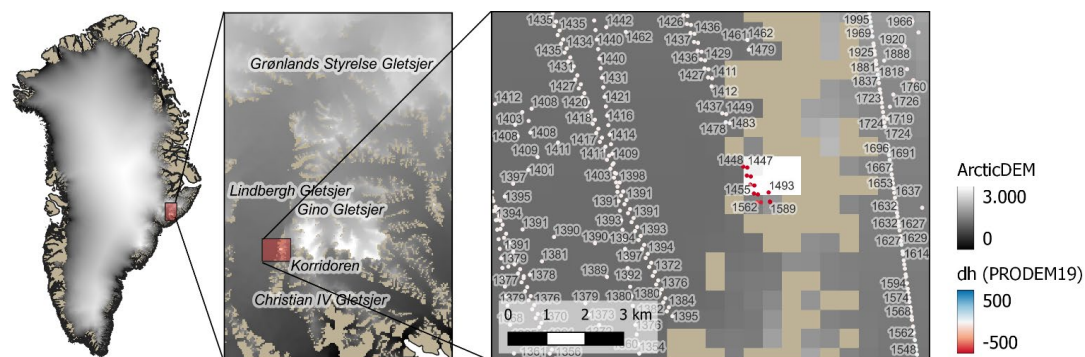 Grønlands Styrelse Gletsjer
Lindbergh Gletsjer
Gino Gletsjer
Korridoren
Christian IV Gletsjer
1435 1435 1442 1426 1436 1995 1966
1434 1440 1462 1437 1461 1462 1969 1920
1435 1440 1429 1479 1925 1888
1431 1436 1881 1818
1427 1431 1427 1411 1837 1760
1412 1408 1420 1421 1412 1723 1726
1403 1418 1416 1437 1449 1719
1408 1408 1417 1414 1478 1483 1724 1724
1409 1411 1411 1409 1448 1447 1696 1691
1401 1403 1398 1667
1397 1391 1455 1493 1653 1637
1395 1391 1562 1589 1632
1394 1391 1393 1393 1632 1627
1391 1390 1390 1394 1394 1627 1629
1379 1381 1397 1372 1614
1377 1378 1389 1392 1376 1594
1379 1376 1379 1380 1380 1384 1574
1373 1395 1568
1376 1562
1361 1364 1548
0 1 2 3 km
ArcticDEM
3.000
0
dh (PRODEM19)
500
-500